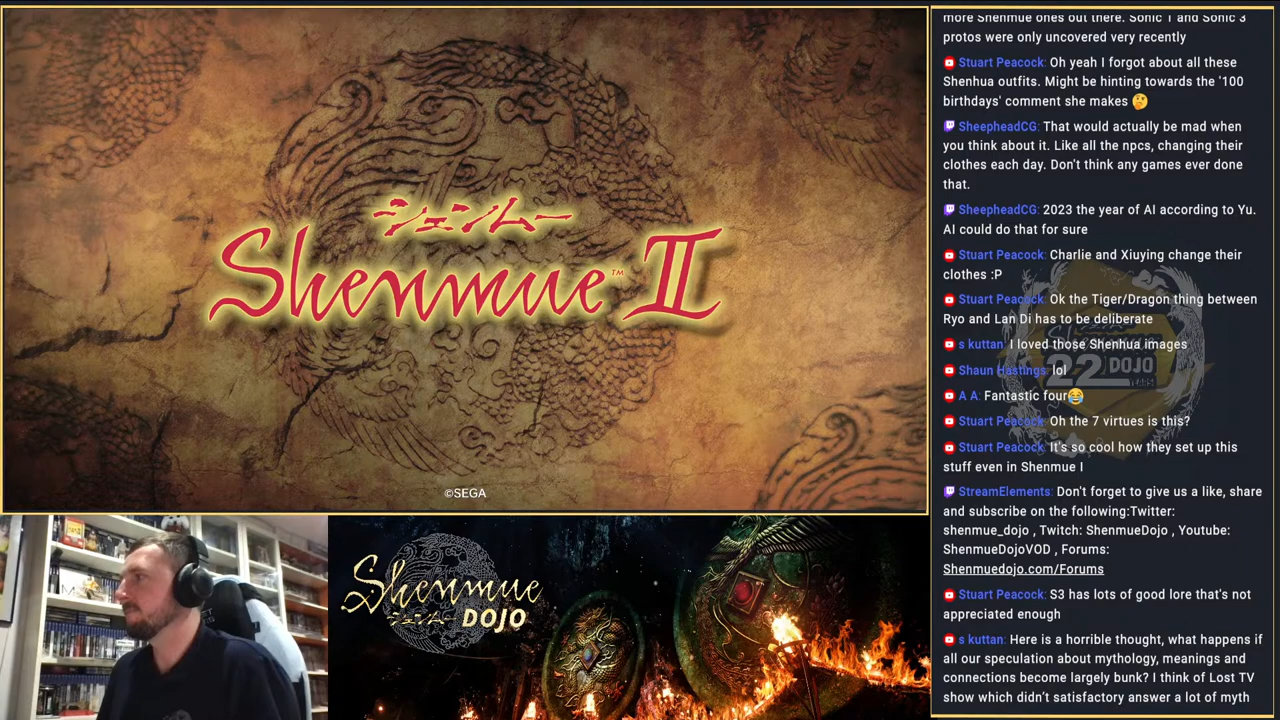 シェンムー
Shenmue™ II
©SEGA
Shenmue
シェンムー DOJO
more Shenmue ones out there. Sonic 1 and Sonic 3
protos were only uncovered very recently
Stuart Peacock: Oh yeah I forgot about all these
Shenhua outfits. Might be hinting towards the '100
birthdays' comment she makes 🤔
SheepheadCG: That would actually be mad when
you think about it. Like all the npcs, changing their
clothes each day. Don't think any games ever done
that.
SheepheadCG: 2023 the year of AI according to Yu.
AI could do that for sure
Stuart Peacock: Charlie and Xiuying change their
clothes :P
Stuart Peacock: Ok the Tiger/Dragon thing between
Ryo and Lan Di has to be deliberate
s kuttan: I loved those Shenhua images
Shaun Hastings: lol
A A: Fantastic four😂
Stuart Peacock: Oh the 7 virtues is this?
Stuart Peacock: It's so cool how they set up this
stuff even in Shenmue I
StreamElements: Don't forget to give us a like, share
and subscribe on the following:Twitter:
shenmue_dojo , Twitch: ShenmueDojo , Youtube:
ShenmueDojoVOD , Forums:
Shenmuedojo.com/Forums
Stuart Peacock: S3 has lots of good lore that's not
appreciated enough
s kuttan: Here is a horrible thought, what happens if
all our speculation about mythology, meanings and
connections become largely bunk? I think of Lost TV
show which didn't satisfactory answer a lot of myth
22 DOJO
YEARS